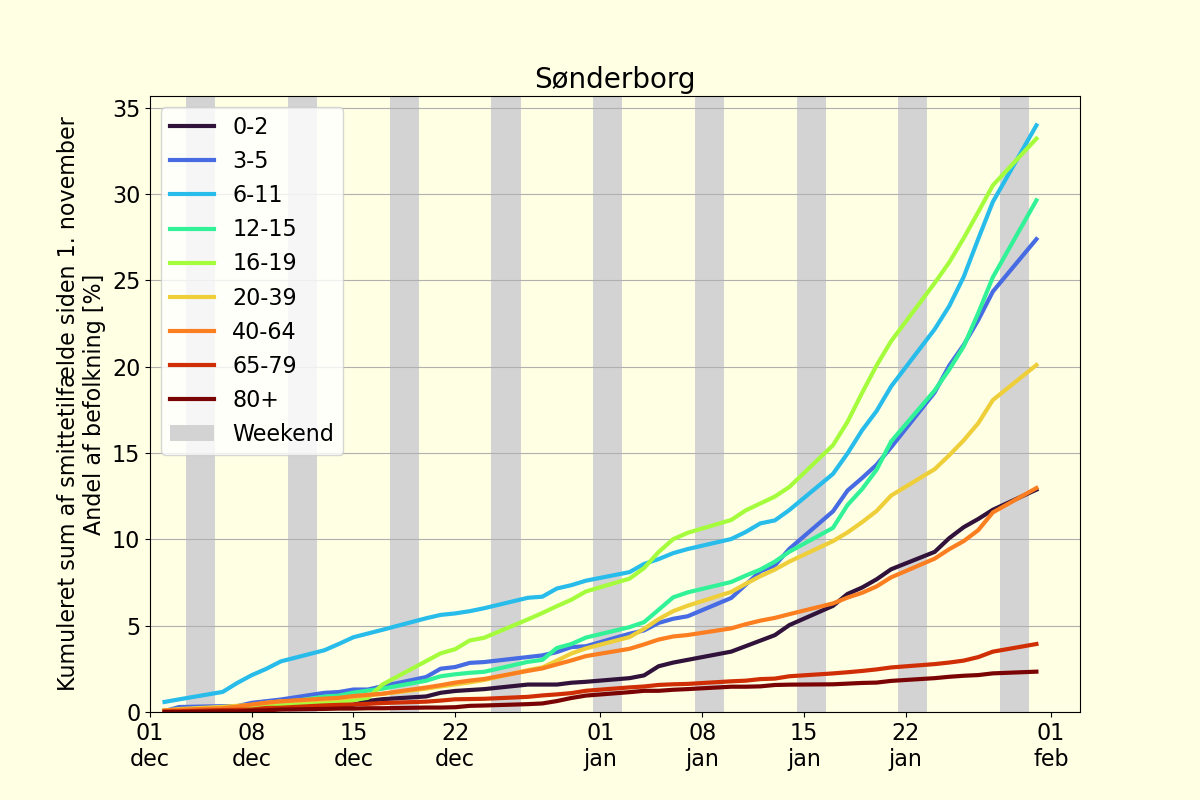 Sønderborg
Kumuleret sum af smittetilfælde siden 1. november
Andel af befolkning [%]
35
30
25
20
15
10
5
0
0-2
3-5
6-11
12-15
16-19
20-39
40-64
65-79
80+
Weekend
01 08 15 22 01 08 15 22 01
dec dec dec dec jan jan jan jan feb